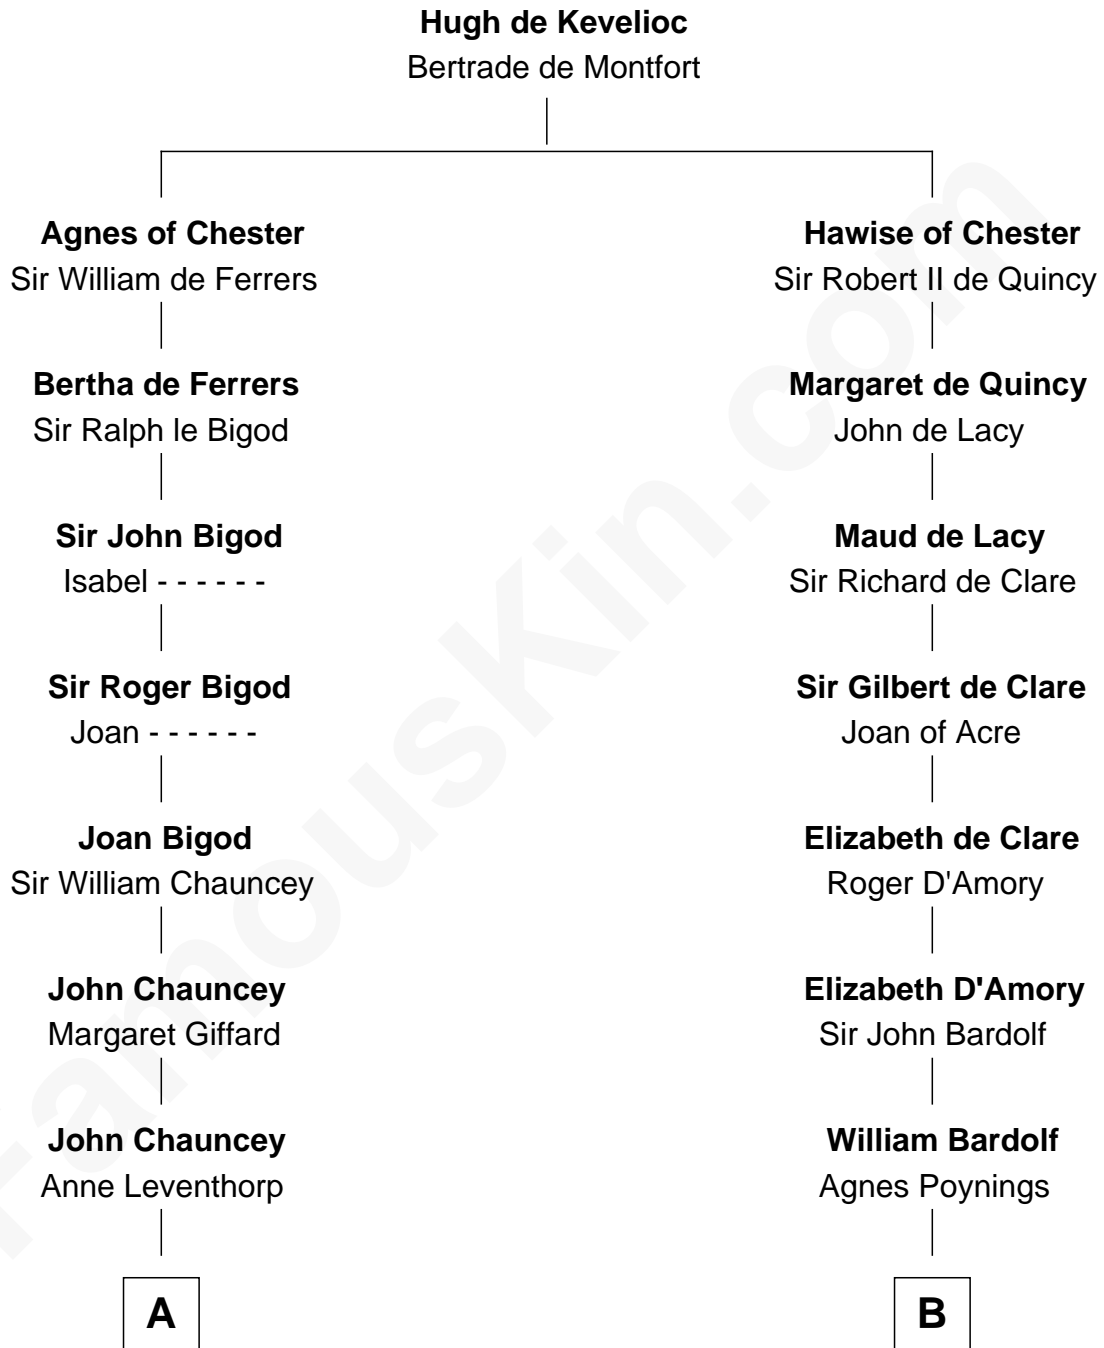 Hugh de Kevelioc
Bertrade de Montfort
Agnes of Chester
Sir William de Ferrers
Hawise of Chester
Sir Robert II de Quincy
Bertha de Ferrers
Sir Ralph le Bigod
Margaret de Quincy
John de Lacy
Sir John Bigod
Isabel - - - - - -
Maud de Lacy
Sir Richard de Clare
Sir Roger Bigod
Joan - - - - - -
Sir Gilbert de Clare
Joan of Acre
Joan Bigod
Sir William Chauncey
Elizabeth de Clare
Roger D'Amory
John Chauncey
Margaret Giffard
Elizabeth D'Amory
Sir John Bardolf
John Chauncey
Anne Leventhorp
William Bardolf
Agnes Poynings
A
B
FamousKin.com